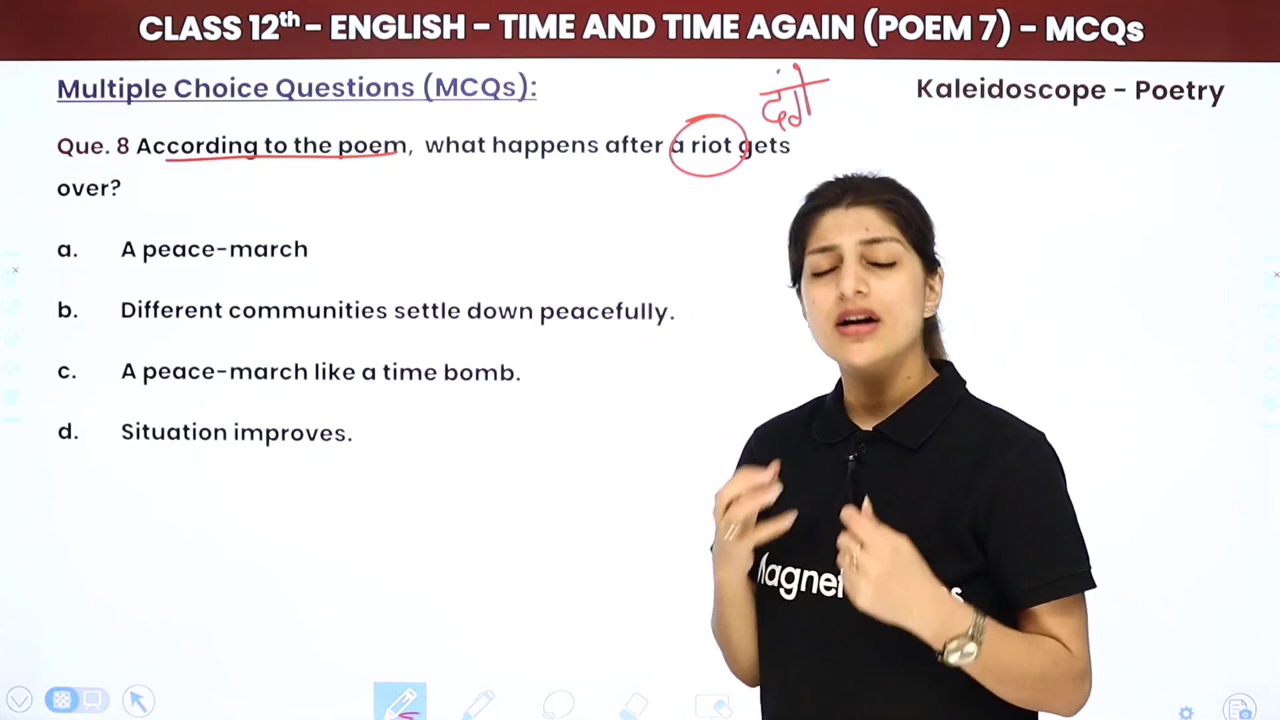 CLASS 12th – ENGLISH – TIME AND TIME AGAIN (POEM 7) – MCQs
Multiple Choice Questions (MCQs):
Kaleidoscope - Poetry
दंगे
Que. 8 According to the poem, what happens after a riot gets
over?
a. A peace-march
b. Different communities settle down peacefully.
c. A peace-march like a time bomb.
d. Situation improves.